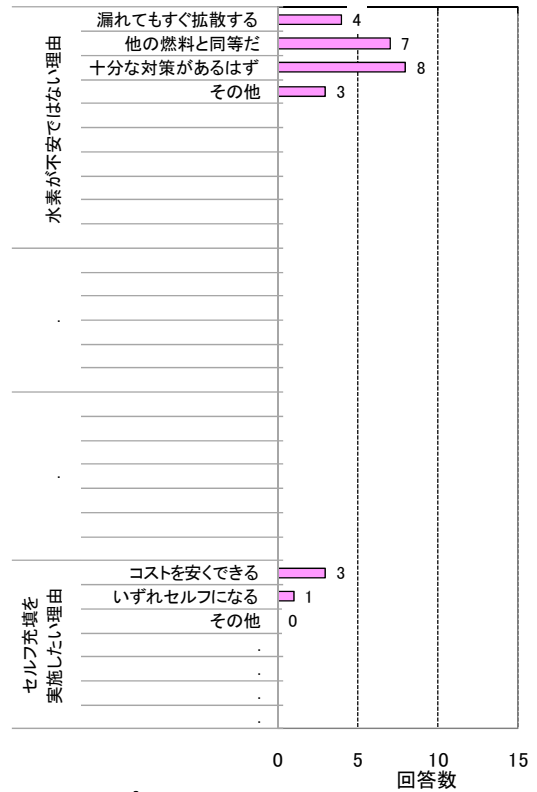 水素が不安ではない理由
漏れてもすぐ拡散する 4
他の燃料と同等だ 7
十分な対策があるはず 8
その他 3
.
.
セルフ充填を
実施したい理由
コストを安くできる 3
いずれセルフになる 1
その他 0
.
.
.
.
0 5 10 15
回答数